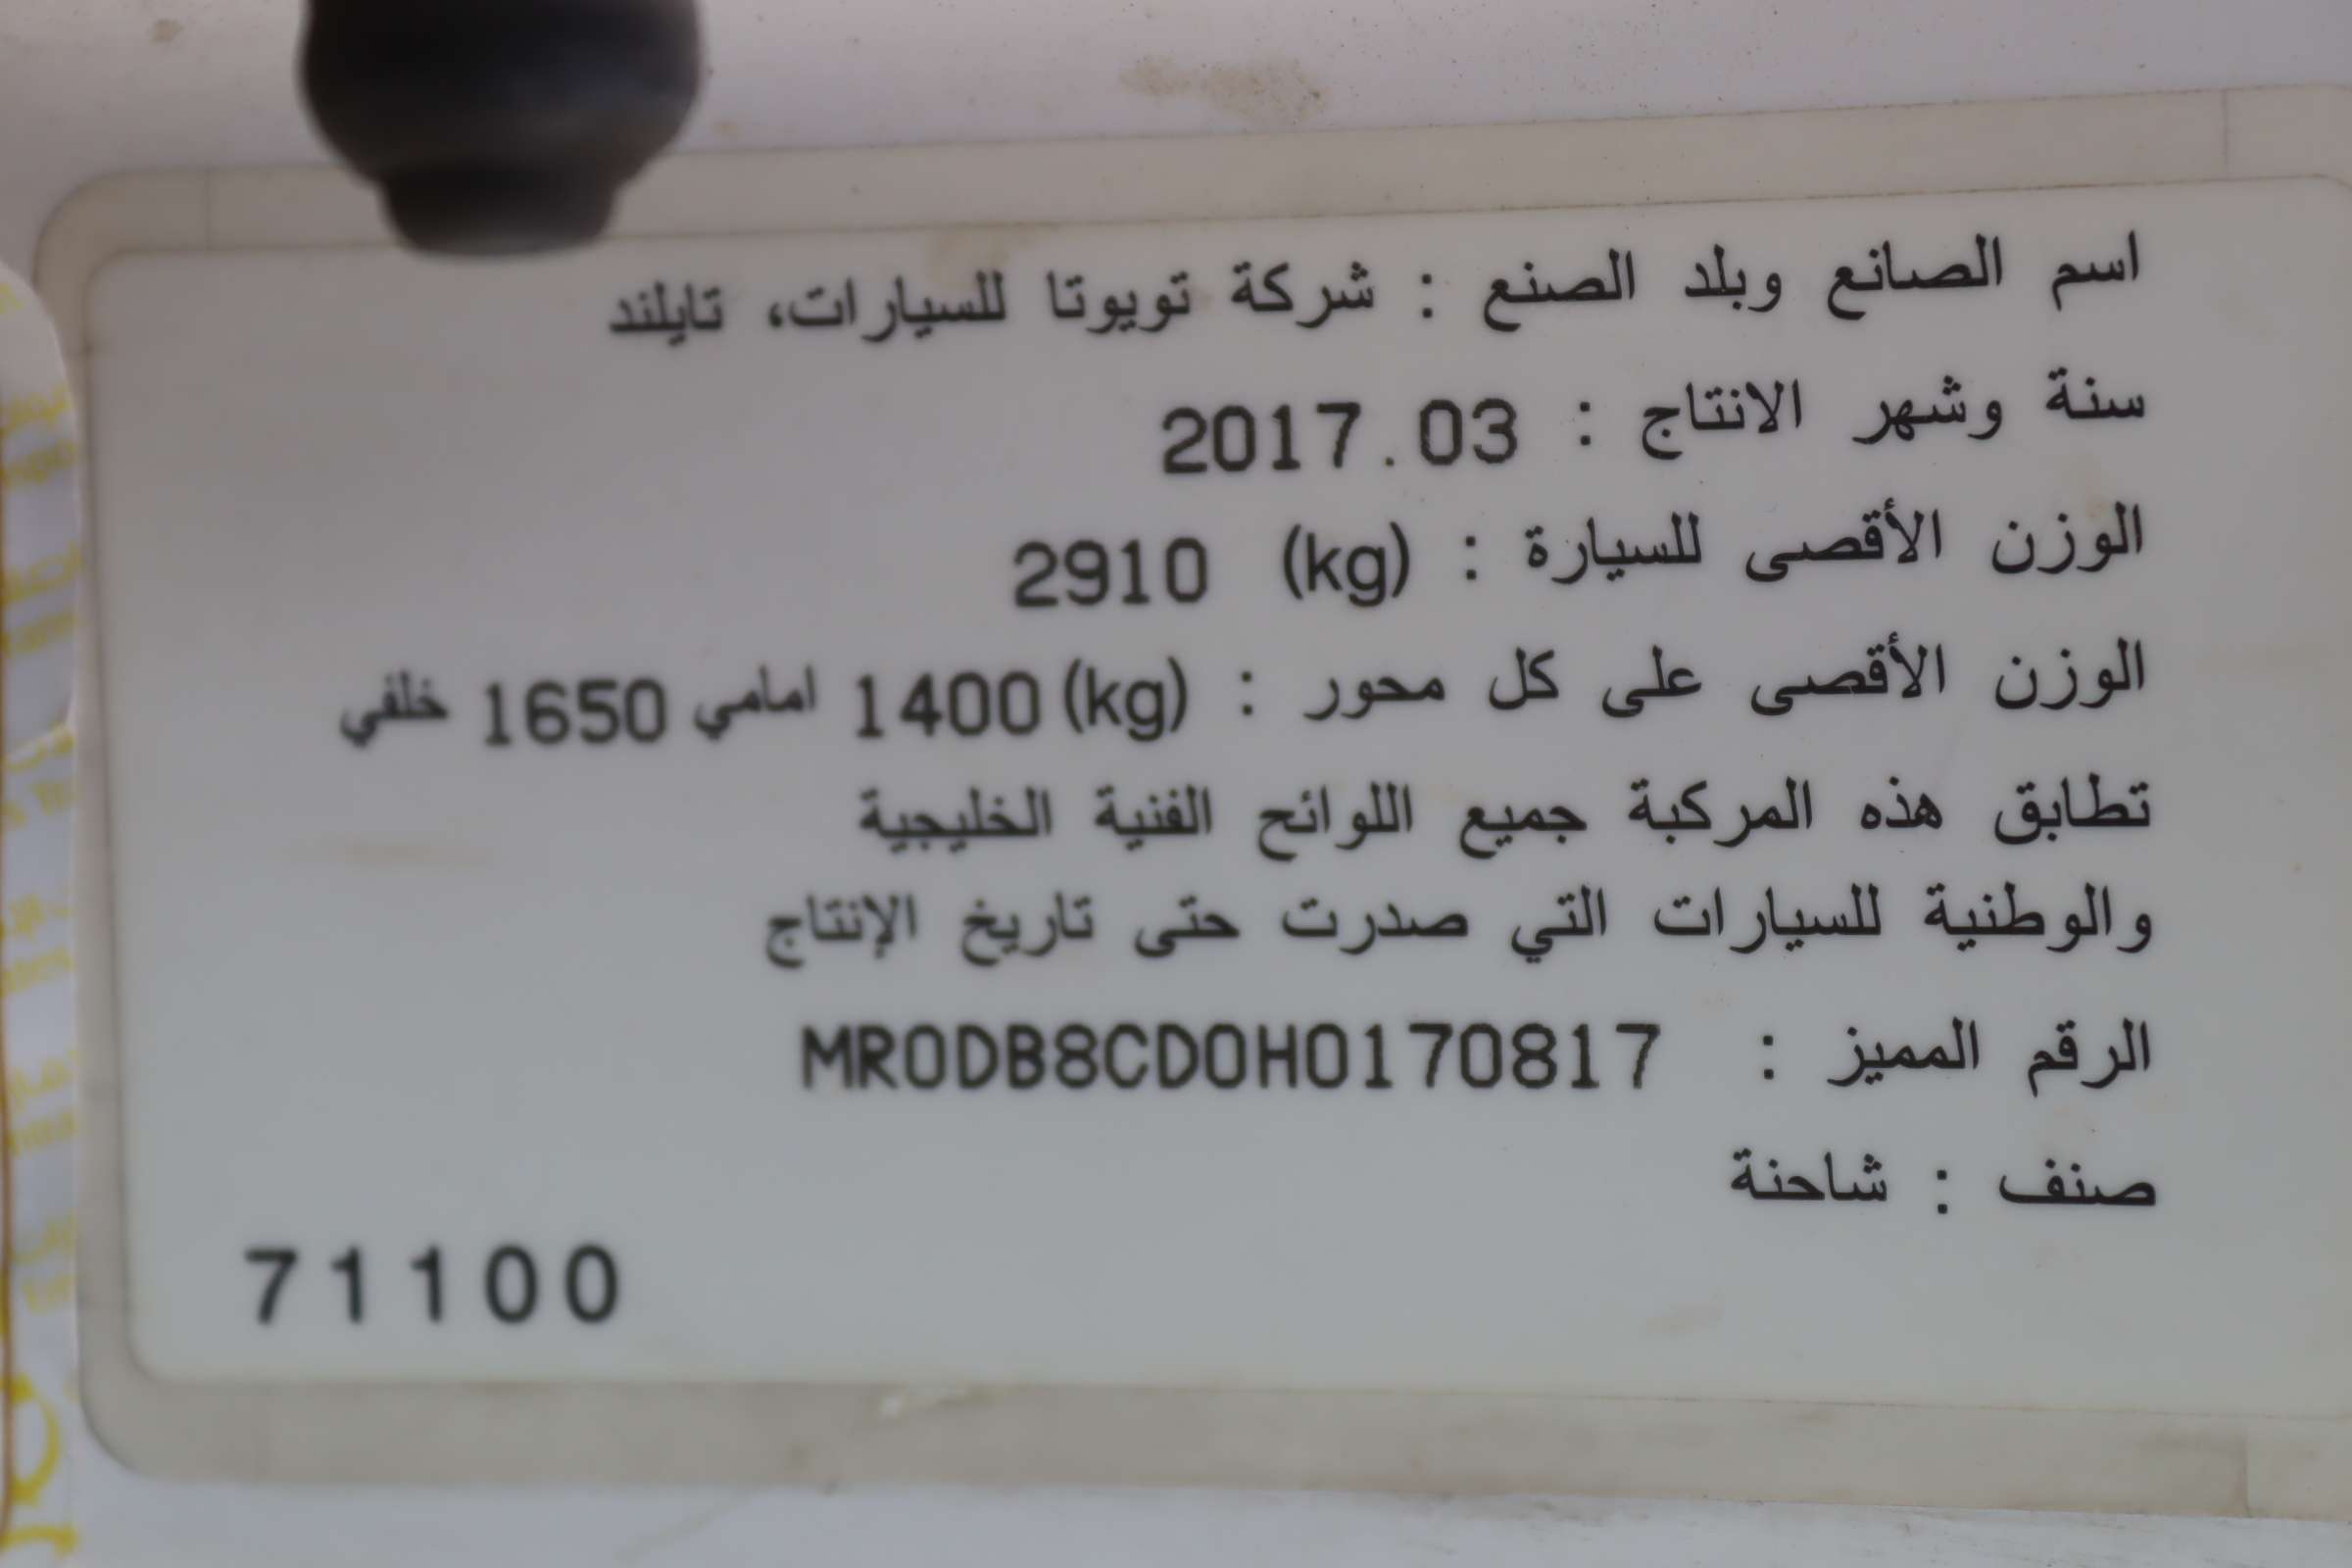 اسم الصانع وبلد الصنع : شركة تويوتا للسيارات، تايلند
سنة وشهر الانتاج : 2017.03
الوزن الأقصى للسيارة : (kg) 2910
الوزن الأقصى على كل محور : (kg) 1400 امامي 1650 خلفي
تطابق هذه المركبة جميع اللوائح الفنية الخليجية
والوطنية للسيارات التي صدرت حتى تاريخ الإنتاج
الرقم المميز : MR0DB8CD0H0170817
صنف : شاحنة
71100